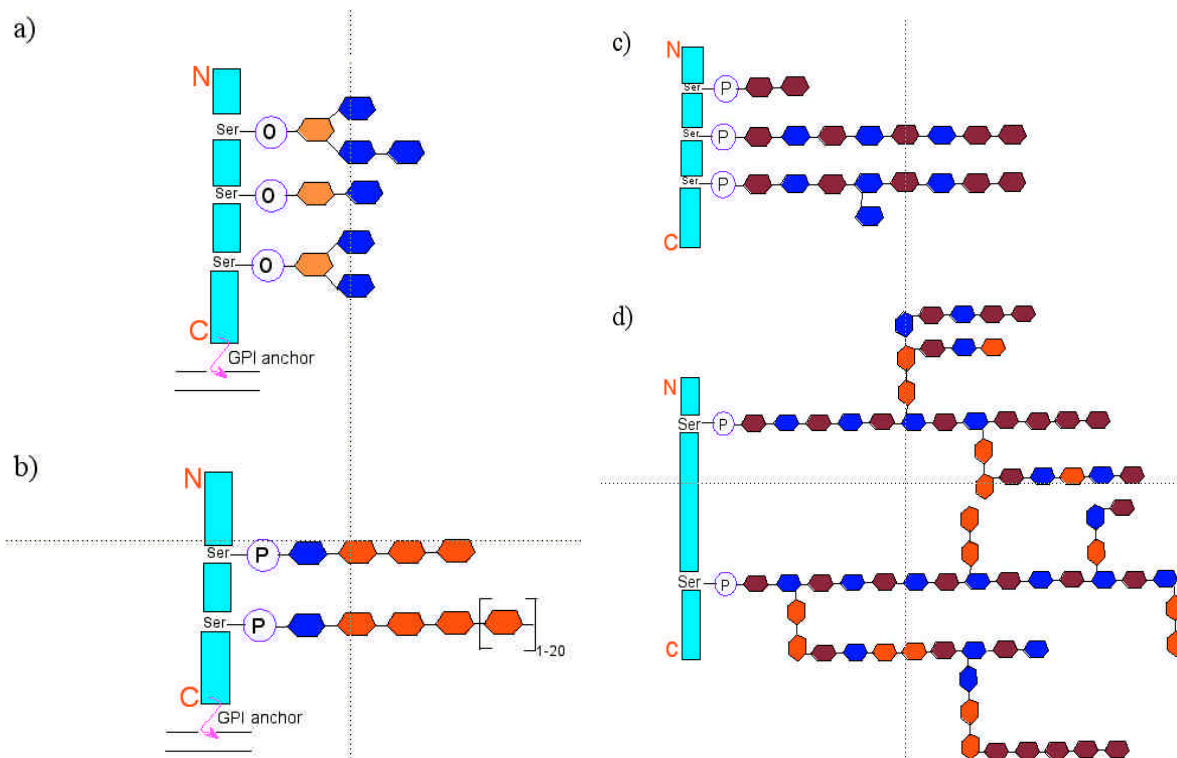 a)
N
Ser O
Ser O
Ser O
C
GPI anchor
b)
N
Ser P
Ser P
1-20
C
GPI anchor
c)
N
Ser P
Ser P
Ser P
C
d)
N
Ser P
Ser P
C